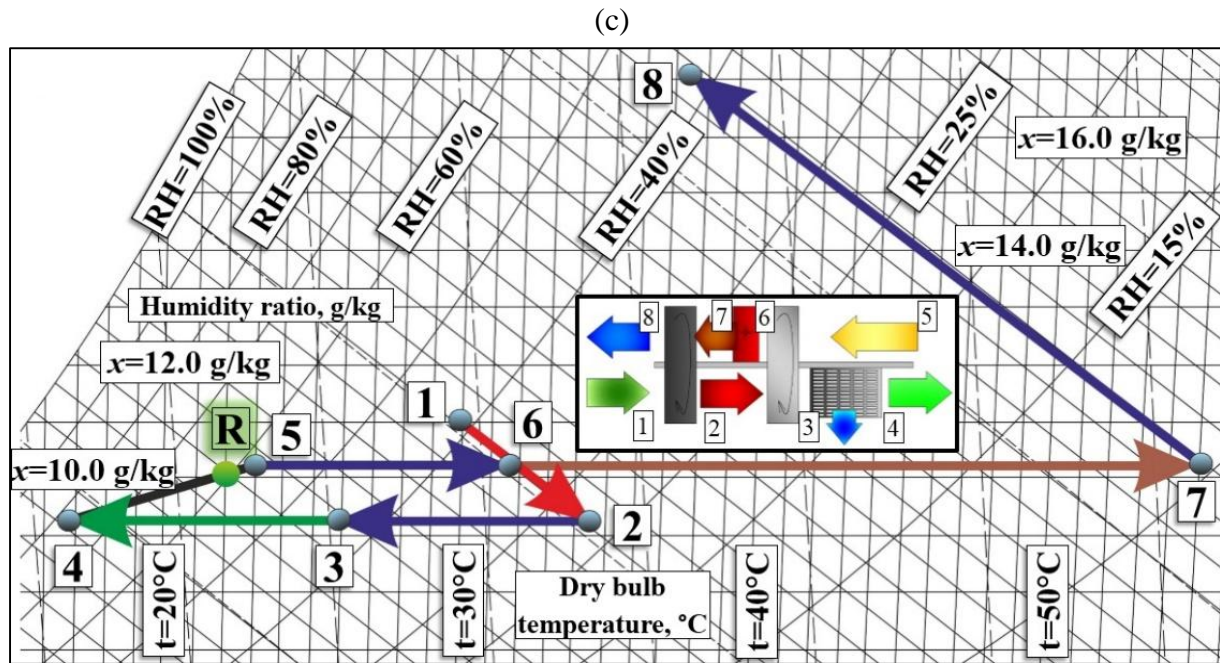 (c)
8
RH=100%
RH=80%
RH=60%
RH=40%
RH=25%
RH=15%
x=16.0 g/kg
x=14.0 g/kg
Humidity ratio, g/kg
x=12.0 g/kg
8
7
6
5
1
2
3
4
1
6
R
5
x=10.0 g/kg
7
4
3
2
t=20°C
t=30°C
Dry bulb
temperature, °C
t=40°C
t=50°C